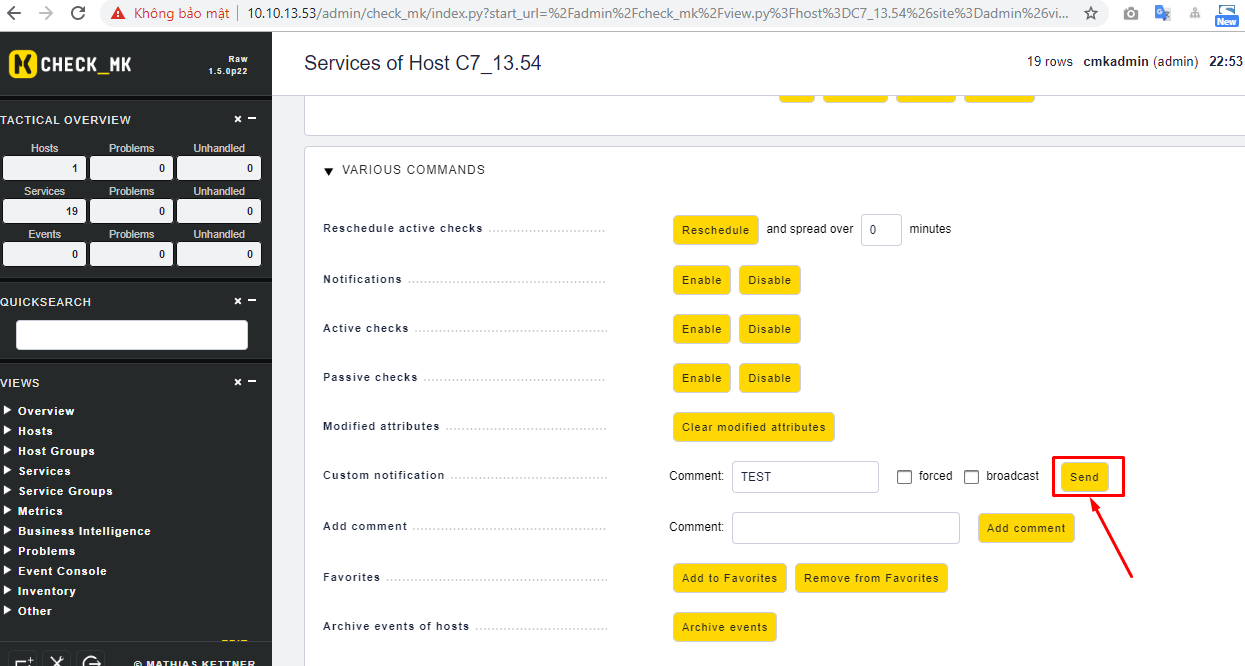 Không bảo mật
10.10.13.53/admin/check_mk/index.py?start_url=%2Fadmin%2Fcheck_mk%2Fview.py%3Fhost%3DC7_13.54%26site%3Dadmin%26vi...
New
CHECK_MK
Raw
1.5.0p22
Services of Host C7_13.54
19 rows cmkadmin (admin) 22:53
TACTICAL OVERVIEW
Hosts Problems Unhandled
1 0 0
Services Problems Unhandled
19 0 0
Events Problems Unhandled
0 0 0
QUICKSEARCH
VIEWS
Overview
Hosts
Host Groups
Services
Service Groups
Metrics
Business Intelligence
Problems
Event Console
Inventory
Other
© MATHIAS KETTNER
VARIOUS COMMANDS
Reschedule active checks Reschedule and spread over 0 minutes
Notifications Enable Disable
Active checks Enable Disable
Passive checks Enable Disable
Modified attributes Clear modified attributes
Custom notification Comment: TEST forced broadcast Send
Add comment Comment: Add comment
Favorites Add to Favorites Remove from Favorites
Archive events of hosts Archive events